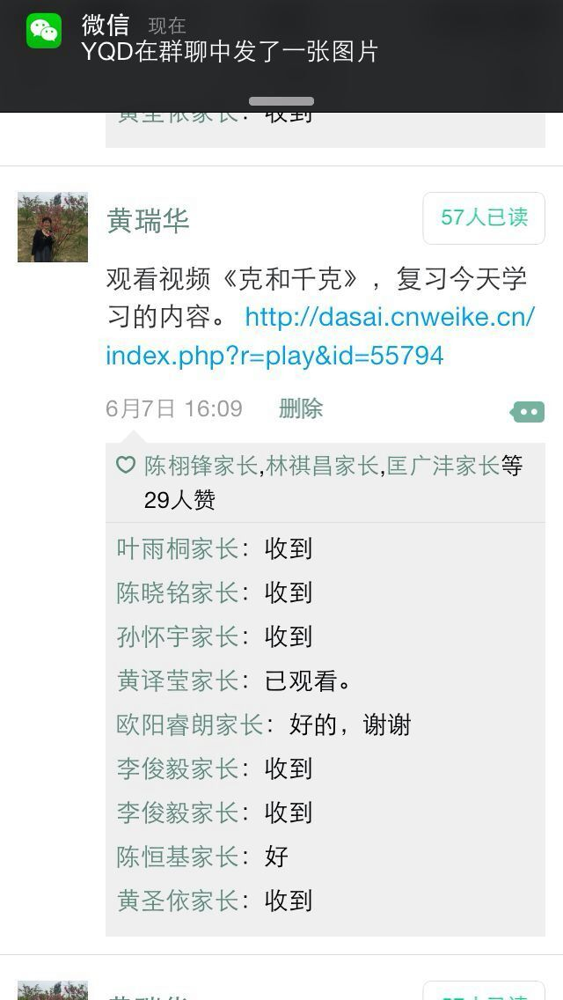 微信 现在
YQD在群聊中发了一张图片
黄圣依家长：收到
黄瑞华
57人已读
观看视频《克和千克》，复习今天学
习的内容。 http://dasai.cnweike.cn/
index.php?r=play&id=55794
6月7日 16:09 删除
陈栩锋家长,林祺昌家长,匡广沣家长等
29人赞
叶雨桐家长：收到
陈晓铭家长：收到
孙怀宇家长：收到
黄译莹家长：已观看。
欧阳睿朗家长：好的，谢谢
李俊毅家长：收到
李俊毅家长：收到
陈恒基家长：好
黄圣依家长：收到
黄瑞华
57人已读